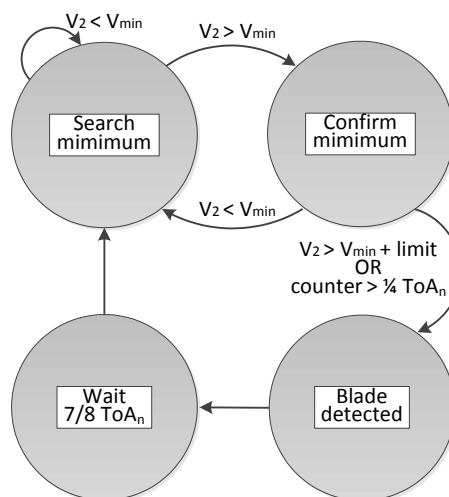 V₂ < Vmin
V₂ > Vmin
Search
mimimum
Confirm
mimimum
V₂ < Vmin
V₂ > Vmin + limit
OR
counter > ¼ ToAn
Wait
7/8 ToAn
Blade
detected